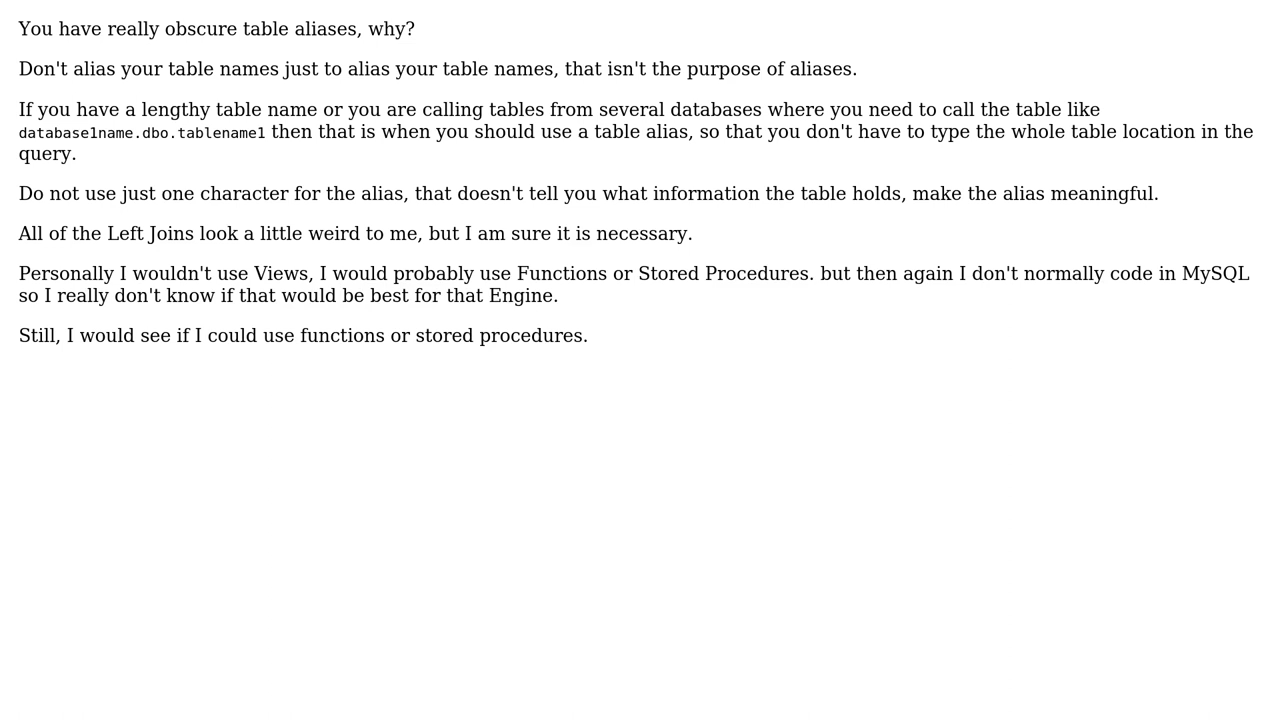 You have really obscure table aliases, why?
Don't alias your table names just to alias your table names, that isn't the purpose of aliases.
If you have a lengthy table name or you are calling tables from several databases where you need to call the table like
database1name.dbo.tablename1 then that is when you should use a table alias, so that you don't have to type the whole table location in the
query.
Do not use just one character for the alias, that doesn't tell you what information the table holds, make the alias meaningful.
All of the Left Joins look a little weird to me, but I am sure it is necessary.
Personally I wouldn't use Views, I would probably use Functions or Stored Procedures. but then again I don't normally code in MySQL
so I really don't know if that would be best for that Engine.
Still, I would see if I could use functions or stored procedures.